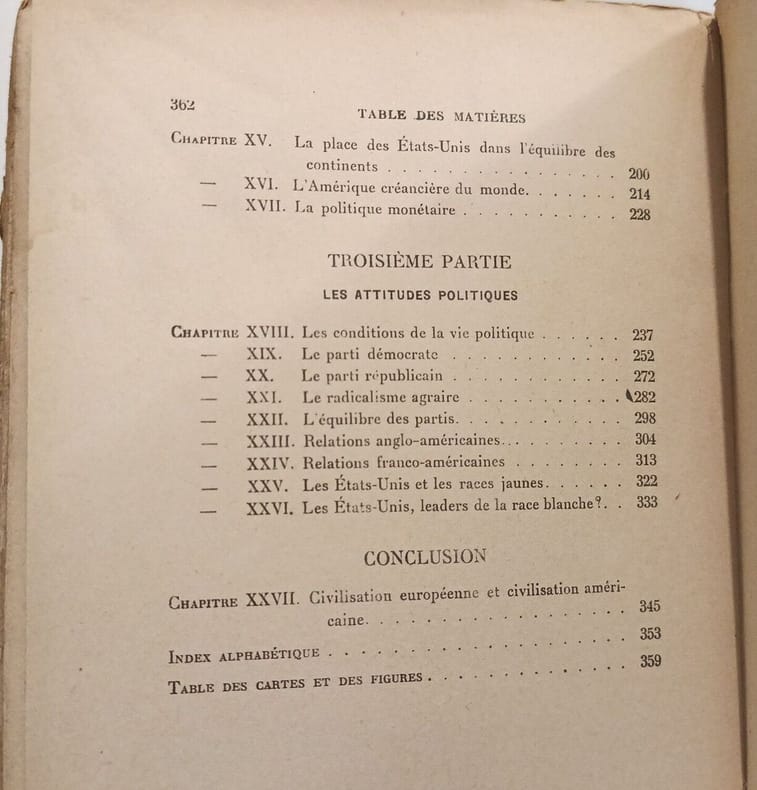 362
TABLE DES MATIÈRES
CHAPITRE XV. La place des États-Unis dans l'équilibre des
continents . . . . . . . . . . . . . . . . 200
— XVI. L'Amérique créancière du monde. . . . . . . 214
— XVII. La politique monétaire . . . . . . . . . . . 228
TROISIÈME PARTIE
LES ATTITUDES POLITIQUES
CHAPITRE XVIII. Les conditions de la vie politique . . . . . . 237
— XIX. Le parti démocrate . . . . . . . . . . . . 252
— XX. Le parti républicain . . . . . . . . . . . . 272
— XXI. Le radicalisme agraire . . . . . . . . . . . 282
— XXII. L'équilibre des partis. . . . . . . . . . . . 298
— XXIII. Relations anglo-américaines. . . . . . . . . . 304
— XXIV. Relations franco-américaines . . . . . . . . 313
— XXV. Les États-Unis et les races jaunes. . . . . . . 322
— XXVI. Les États-Unis, leaders de la race blanche?. . 333
CONCLUSION
CHAPITRE XXVII. Civilisation européenne et civilisation améri-
caine. . . . . . . . . . . . . . . . . 345
INDEX ALPHABÉTIQUE . . . . . . . . . . . . . . . . . . . 353
TABLE DES CARTES ET DES FIGURES . . . . . . . . . . . . . 359